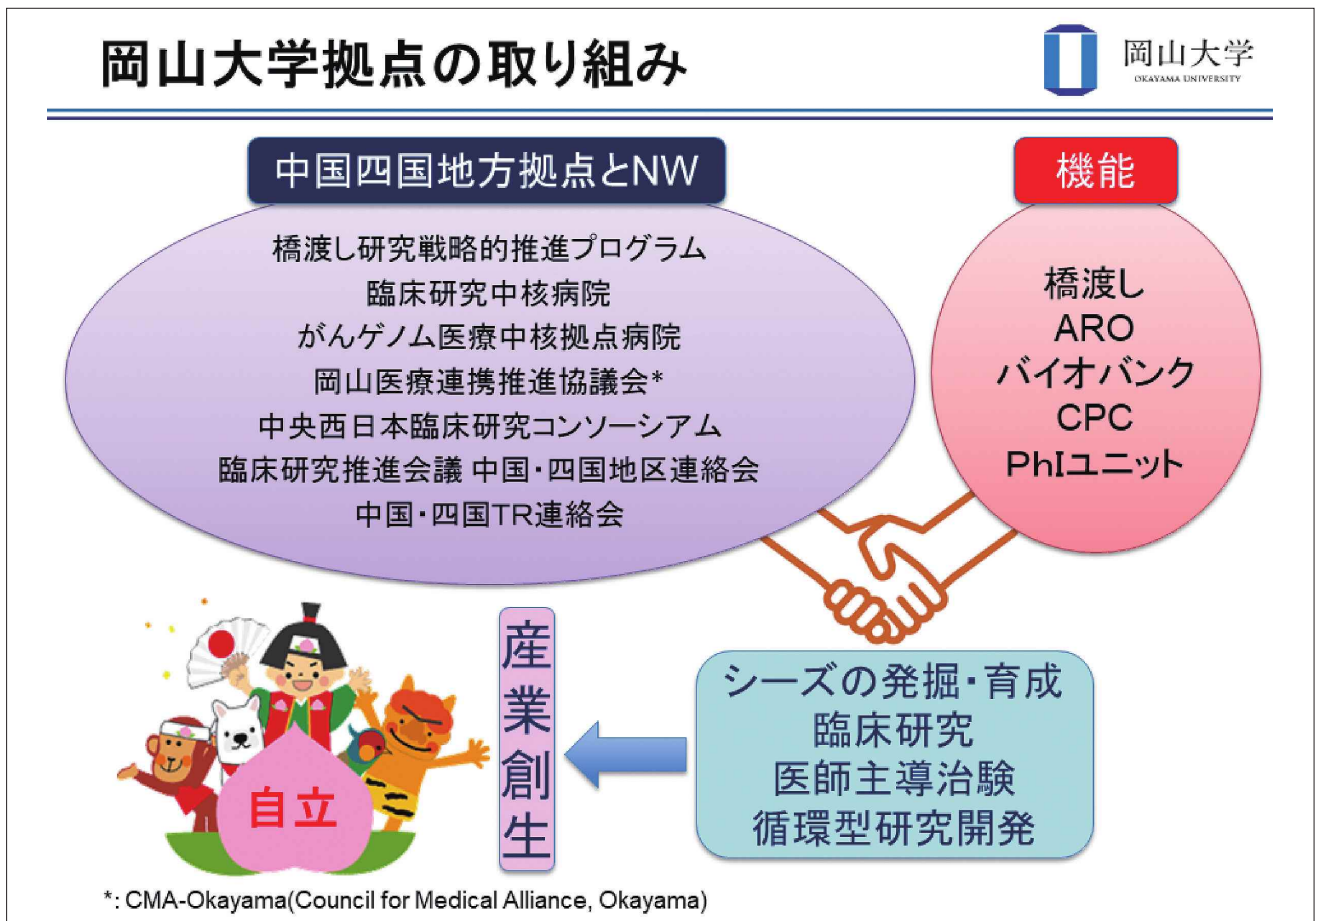 岡山大学拠点の取り組み
岡山大学
OKAYAMA UNIVERSITY
中国四国地方拠点とNW
橋渡し研究戦略的推進プログラム
臨床研究中核病院
がんゲノム医療中核拠点病院
岡山医療連携推進協議会*
中央西日本臨床研究コンソーシアム
臨床研究推進会議 中国・四国地区連絡会
中国・四国TR連絡会
機能
橋渡し
ARO
バイオバンク
CPC
PhIユニット
シーズの発掘・育成
臨床研究
医師主導治験
循環型研究開発
産業創生
自立
*: CMA-Okayama(Council for Medical Alliance, Okayama)